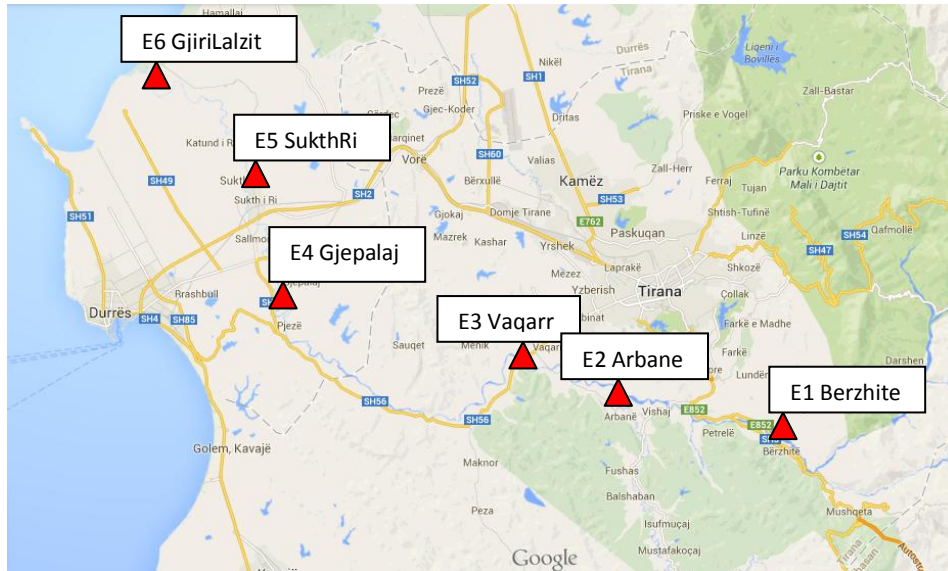 Hamallaj
E6 GjiriLalzit
Nikël
Durrës
Tirana
Liqeni i
Bovillës
SH1
SH52
Prezë
Gjec-Koder
Zall-Bastar
Dritas
Priske e Vogel
Katund i Ri
E5 SukthRi
SH60
Vorë
Valias
Zall-Herr
Parku Kombëtar
Mali i Dajtit
SH49
Bërxullë
Kamëz
Ferraj
Tujan
SH2
SH53
Sukth i Ri
SH51
Gjokaj
Domje Tirane
E762
Shtish-Tufinë
SH54
Qafmollë
Mazrek
Kashar
Yrshek
Paskuqan
Linzë
SH47
E4 Gjepalaj
Mezez
Laprakë
Shkozë
Yzberish
Tirana
Rrashbull
Çollak
Durrës
SH4
SH85
Pjezë
E3 Vaqarr
Farkë e Madhe
Sauqet
E2 Arbane
Farkë
Darshen
E1 Berzhite
SH56
SH56
Arbanë
Vishaj
E852
E852
Petrelë
Bërzhitë
Golem, Kavajë
Maknor
Fushas
Balshaban
Mushqeta
Peza
Isufmuçaj
Mustafakoçaj
Google
Tirana